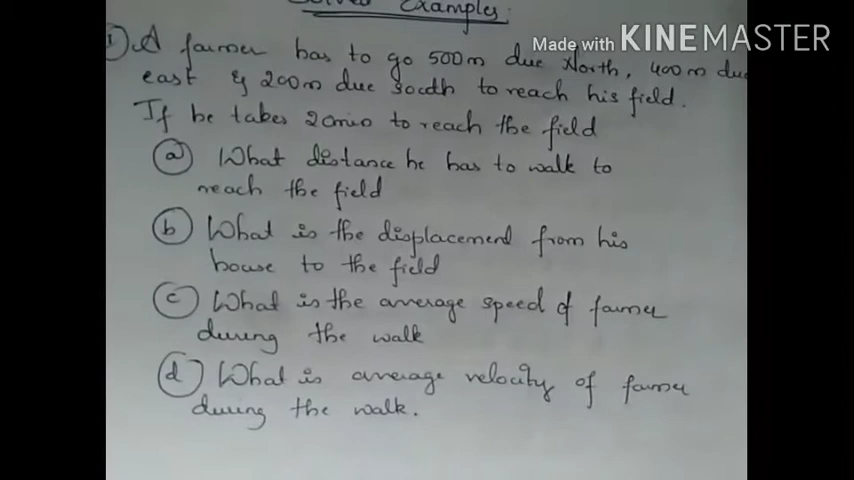 Solved Examples:
Made with KINEMASTER
1) A farmer has to go 500m due North, 400m due
east & 200m due south to reach his field.
If he takes 20min to reach the field
(a) What distance he has to walk to
reach the field
(b) What is the displacement from his
house to the field
(c) What is the average speed of farmer
during the walk
(d) What is average velocity of farmer
during the walk.